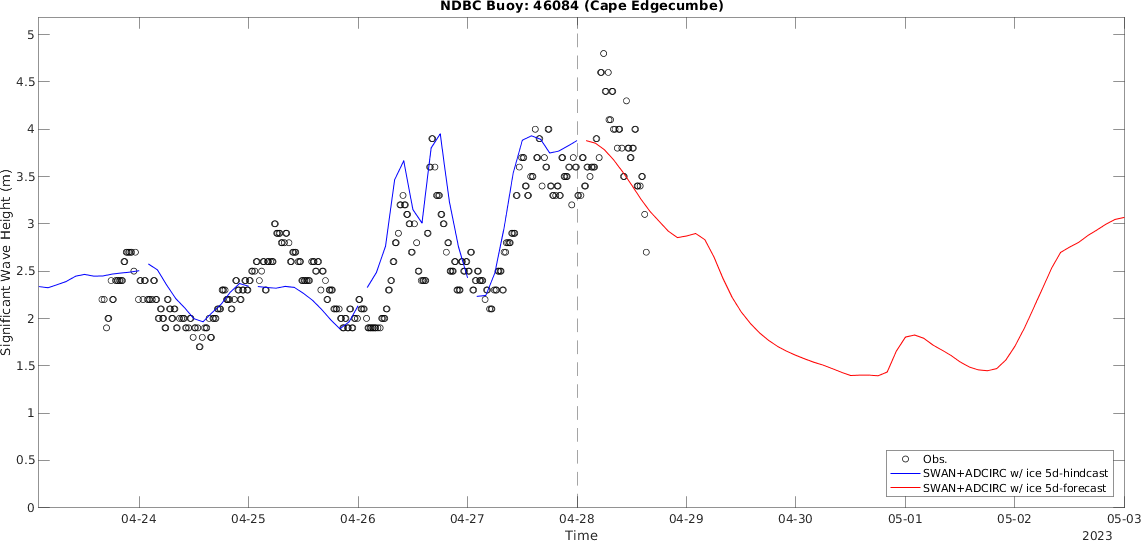 NDBC Buoy: 46084 (Cape Edgecumbe)
5
4.5
4
3.5
3
2.5
2
1.5
1
0.5
0
Significant Wave Height (m)
04-24 04-25 04-26 04-27 04-28 04-29 04-30 05-01 05-02 05-03
Time
2023
Obs.
SWAN+ADCIRC w/ ice 5d-hindcast
SWAN+ADCIRC w/ ice 5d-forecast